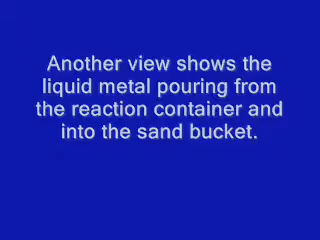 Another view shows the
liquid metal pouring from
the reaction container and
into the sand bucket.